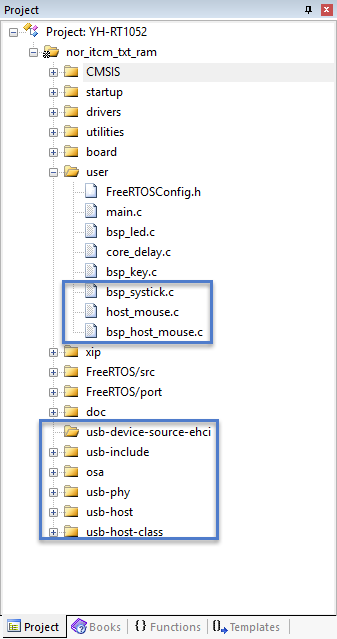 Project
Project: YH-RT1052
nor_itcm_txt_ram
CMSIS
startup
drivers
utilities
board
user
FreeRTOSConfig.h
main.c
bsp_led.c
core_delay.c
bsp_key.c
bsp_systick.c
host_mouse.c
bsp_host_mouse.c
xip
FreeRTOS/src
FreeRTOS/port
doc
usb-device-source-ehci
usb-include
osa
usb-phy
usb-host
usb-host-class
Project Books {} Functions 0 Templates